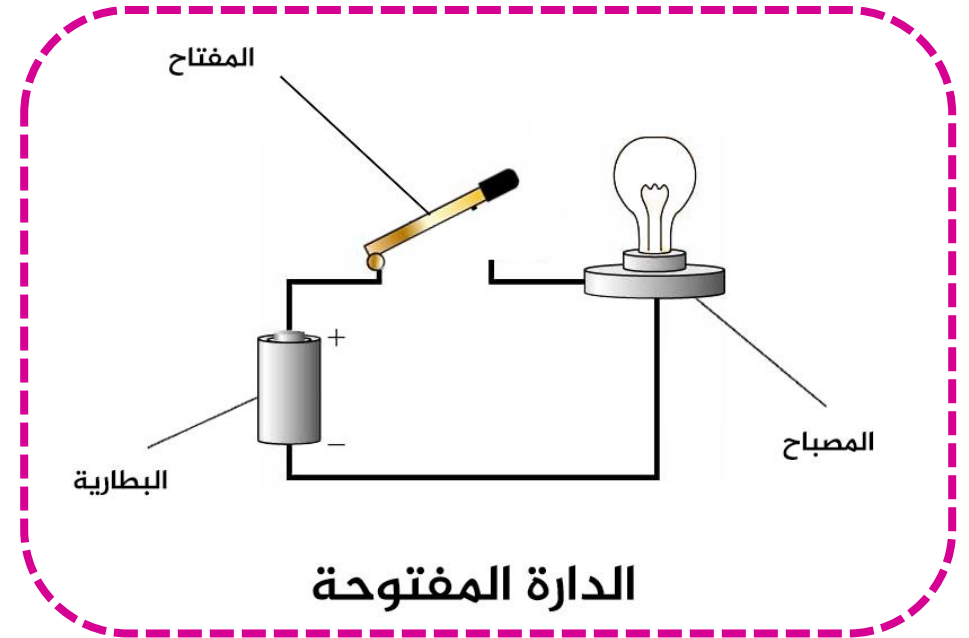 المفتاح
+
−
المصباح
البطارية
الدارة المفتوحة